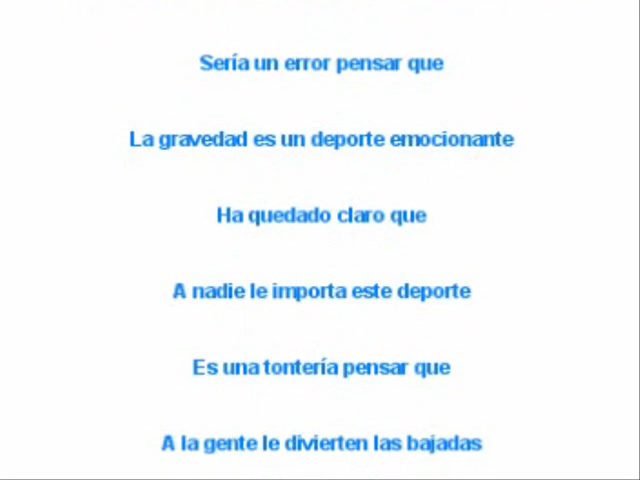 Sería un error pensar que
La gravedad es un deporte emocionante
Ha quedado claro que
A nadie le importa este deporte
Es una tontería pensar que
A la gente le divierten las bajadas